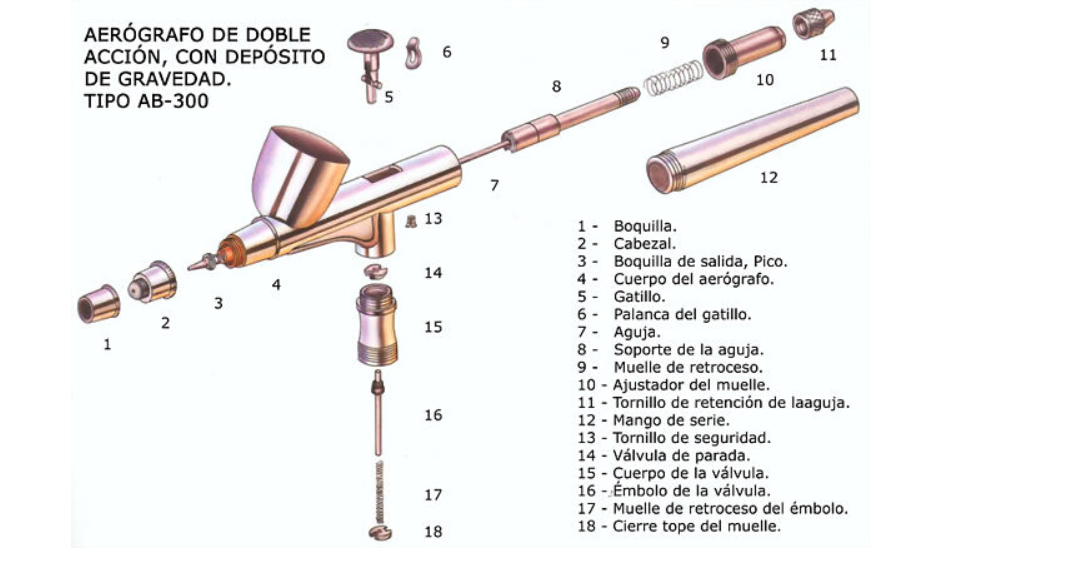 AERÓGRAFO DE DOBLE
ACCIÓN, CON DEPÓSITO
DE GRAVEDAD.
TIPO AB-300
6
5
9
8
10
11
7
12
13
14
4
3
2
1
15
16
17
18
1 - Boquilla.
2 - Cabezal.
3 - Boquilla de salida, Pico.
4 - Cuerpo del aerógrafo.
5 - Gatillo.
6 - Palanca del gatillo.
7 - Aguja.
8 - Soporte de la aguja.
9 - Muelle de retroceso.
10 - Ajustador del muelle.
11 - Tornillo de retención de laaguja.
12 - Mango de serie.
13 - Tornillo de seguridad.
14 - Válvula de parada.
15 - Cuerpo de la válvula.
16 - Émbolo de la válvula.
17 - Muelle de retroceso del émbolo.
18 - Cierre tope del muelle.